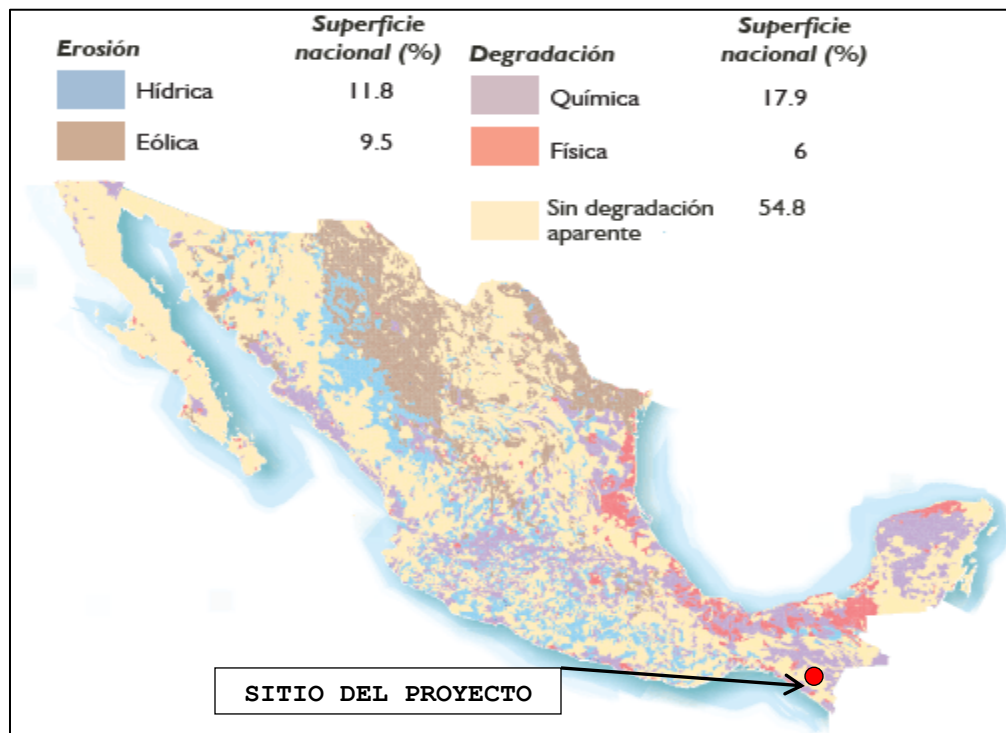 Erosión
Superficie
nacional (%)
Hídrica 11.8
Eólica 9.5
Degradación
Superficie
nacional (%)
Química 17.9
Física 6
Sin degradación 54.8
aparente
SITIO DEL PROYECTO